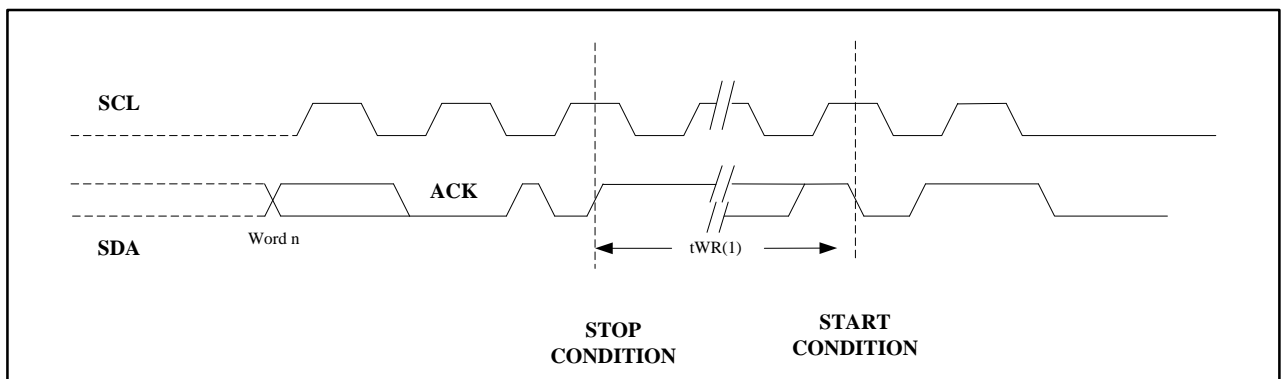 SCL
ACK
Word n
SDA
tWR(1)
STOP
CONDITION
START
CONDITION